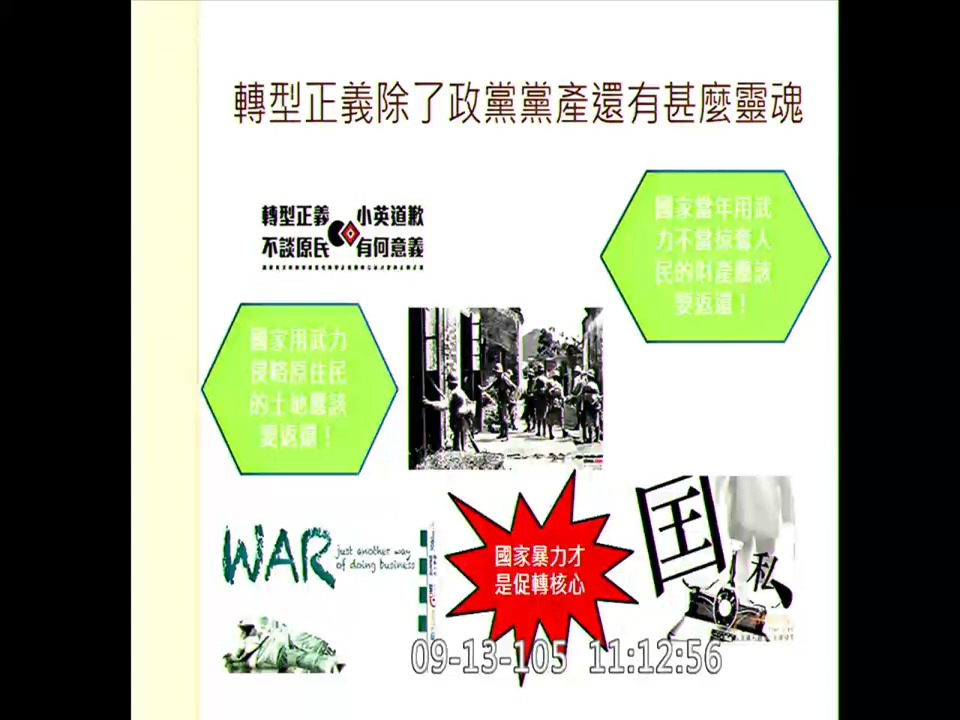 轉型正義除了政黨黨產還有甚麼靈魂
轉型正義 小英道歉
不談原民 有何意義
國家當年用武
力不當掠奪人
民的財產應該
要返還！
國家用武力
侵略原住民
的土地應該
要返還！
WAR
just another way
of doing business
國家暴力才
是促轉核心
国
私
09-13-105 11:12:56